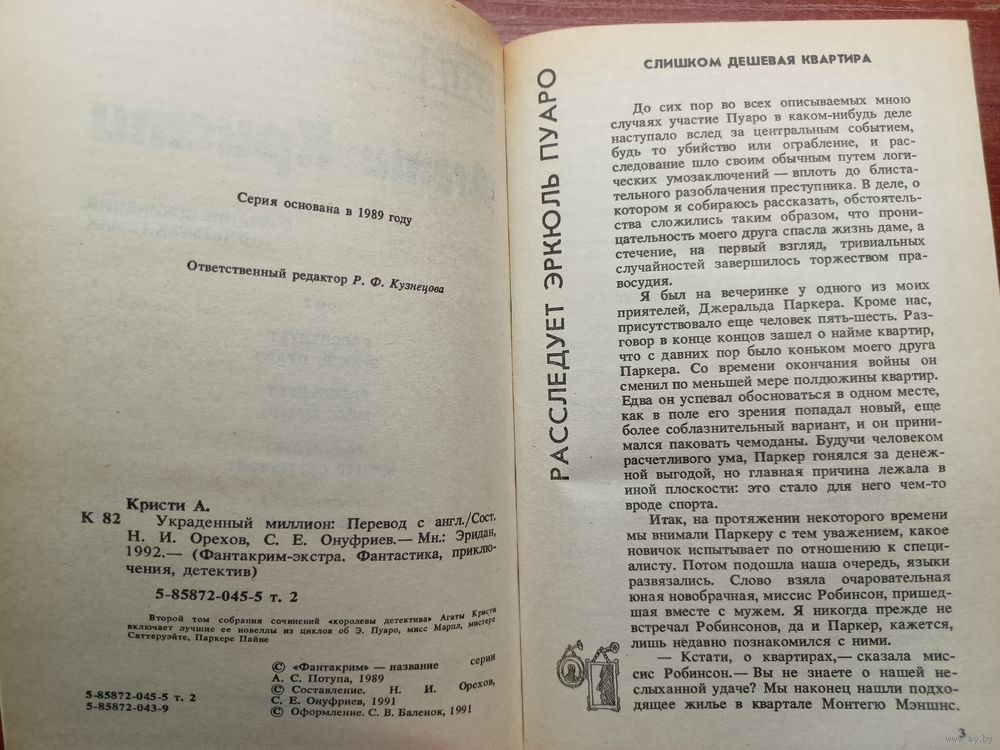 Серия основана в 1989 году
Ответственный редактор Р. Ф. Кузнецова
Кристи А.
К 82
Украденный миллион: Перевод с англ./Сост.
Н. И. Орехов, С. Е. Онуфриев.— Мн.: Эридан,
1992.— (Фантакрим-экстра. Фантастика, приклю-
чения, детектив)
5-85872-045-5 т. 2
Второй том собрания сочинений «королевы детектива» Агаты Кристи
включает лучшие ее новеллы из циклов об Э. Пуаро, мисс Марпл, мистере
Саттеруэйте, Паркере Пайне
© «Фантакрим» — название серии
А. С. Потупа, 1989
© Составление. Н. И. Орехов,
С. Е. Онуфриев, 1991
© Оформление. С. В. Баленок, 1991
5-85872-045-5 т. 2
5-85872-043-9
РАССЛЕДУЕТ ЭРКЮЛЬ ПУАРО
СЛИШКОМ ДЕШЕВАЯ КВАРТИРА
До сих пор во всех описываемых мною
случаях участие Пуаро в каком-нибудь деле
наступало вслед за центральным событием,
будь то убийство или ограбление, и рас-
следование шло своим обычным путем логи-
ческих умозаключений — вплоть до блиста-
тельного разоблачения преступника. В деле, о
котором я собираюсь рассказать, обстоятель-
ства сложились таким образом, что прони-
цательность моего друга спасла жизнь даме, а
стечение, на первый взгляд, тривиальных
случайностей завершилось торжеством пра-
восудия.
Я был на вечеринке у одного из моих
приятелей, Джеральда Паркера. Кроме нас,
присутствовало еще человек пять-шесть. Раз-
говор в конце концов зашел о найме квартир,
что с давних пор было коньком моего друга
Паркера. Со времени окончания войны он
сменил по меньшей мере полдюжины квартир.
Едва он успевал обосноваться в одном месте,
как в поле его зрения попадал новый, еще
более соблазнительный вариант, и он прини-
мался паковать чемоданы. Будучи человеком
расчетливого ума, Паркер гонялся за денеж-
ной выгодой, но главная причина лежала в
иной плоскости: это стало для него чем-то
вроде спорта.
Итак, на протяжении некоторого времени
мы внимали Паркеру с тем уважением, какое
новичок испытывает по отношению к специ-
алисту. Потом подошла наша очередь, языки
развязались. Слово взяла очаровательная
юная новобрачная, миссис Робинсон, пришед-
шая вместе с мужем. Я никогда прежде не
встречал Робинсонов, да и Паркер, кажется,
лишь недавно познакомился с ними.
— Кстати, о квартирах,— сказала мис-
сис Робинсон.— Вы не знаете о нашей не-
слыханной удаче? Мы наконец нашли подхо-
дящее жилье в квартале Монтегю Мэншнс.
3
www.ay.by